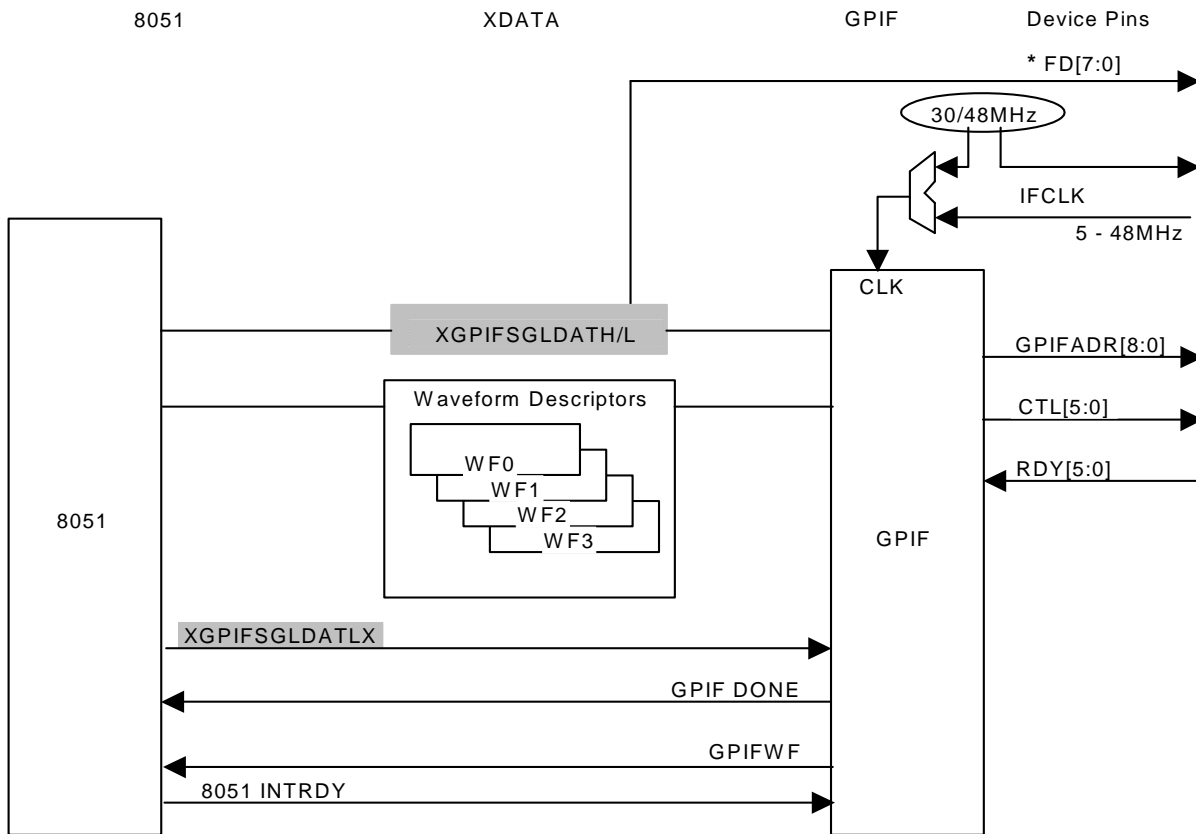 8051 XDATA GPIF Device Pins
* FD[7:0]
30/48MHz
IFCLK
5 - 48MHz
CLK
XGPIFSGLDATH/L
GPIFADR[8:0]
Waveform Descriptors
CTL[5:0]
WF0
RDY[5:0]
WF1
WF2
8051
WF3
GPIF
XGPIFSGLDATLX
GPIF DONE
GPIFWF
8051 INTRDY